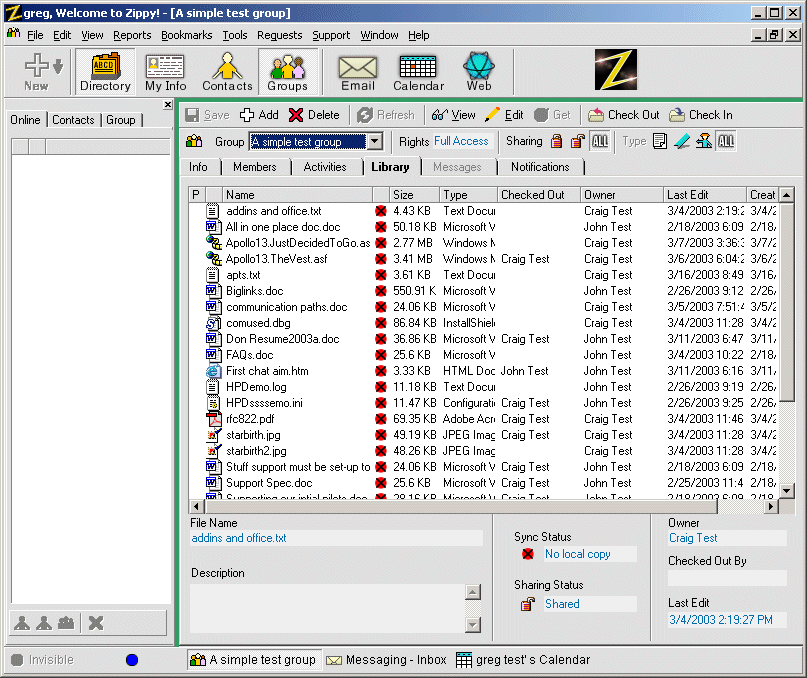 greg, Welcome to Zippy! - [A simple test group]
File Edit View Reports Bookmarks Tools Requests Support Window Help
New Directory My Info Contacts Groups Email Calendar Web
Online Contacts Group
Save Add Delete Refresh View Edit Get Check Out Check In
Group A simple test group Rights Full Access Sharing ALL Type ALL
Info Members Activities Library Messages Notifications
P Name Size Type Checked Out Owner Last Edit Creat
addins and office.txt 4.43 KB Text Docu Craig Test 3/4/2003 2:19:2 3/4/2
All in one place doc.doc 50.18 KB Microsoft V John Test 2/18/2003 6:09 2/18/
Apollo13.JustDecidedToGo.as 2.77 MB Windows M Craig Test 3/7/2003 3:36:3 3/7/2
Apollo13.TheVest.asf 3.41 MB Windows M Craig Test Craig Test 3/6/2003 6:04:2 3/6/2
apts.txt 3.61 KB Text Docu Craig Test 3/16/2003 8:49 3/16/
Biglinks.doc 550.91 K Microsoft V John Test 2/26/2003 9:12 2/26/
communication paths.doc 24.06 KB Microsoft V Craig Test 3/5/2003 7:51:4 3/5/2
comused.dbg 86.84 KB InstallShiel Craig Test 3/4/2003 11:28 3/4/2
Don Resume2003a.doc 36.86 KB Microsoft V Craig Test John Test 3/11/2003 6:47 3/11/
FAQs.doc 25.6 KB Microsoft V John Test 3/4/2003 10:22 2/18/
First chat aim.htm 3.33 KB HTML Doc John Test John Test 3/11/2003 6:16 3/11/
HPDemo.log 11.18 KB Text Docu John Test 2/26/2003 9:19 2/26/
HPDssssemo.ini 11.47 KB Configurati Craig Test John Test 2/26/2003 9:25 2/26/
rfc822.pdf 69.35 KB Adobe Acr Craig Test Craig Test 3/4/2003 11:46 3/4/2
starbirth.jpg 49.19 KB JPEG Imag Craig Test Craig Test 3/4/2003 11:28 3/4/2
starbirth2.jpg 48.26 KB JPEG Imag Craig Test 3/4/2003 11:28 3/4/2
Stuff support must be set-up to 24.06 KB Microsoft V Craig Test John Test 2/18/2003 6:09 2/18/
Support Spec.doc 25.6 KB Microsoft V Craig Test John Test 2/25/2003 11:4 2/18/
Supporting our intial pilots.doc 28.16 KB Microsoft V Craig Test John Test 2/18/2003 6:09 2/18/
File Name
addins and office.txt
Description
Sync Status
No local copy
Sharing Status
Shared
Owner
Craig Test
Checked Out By
Last Edit
3/4/2003 2:19:27 PM
Invisible A simple test group Messaging - Inbox greg test' s Calendar